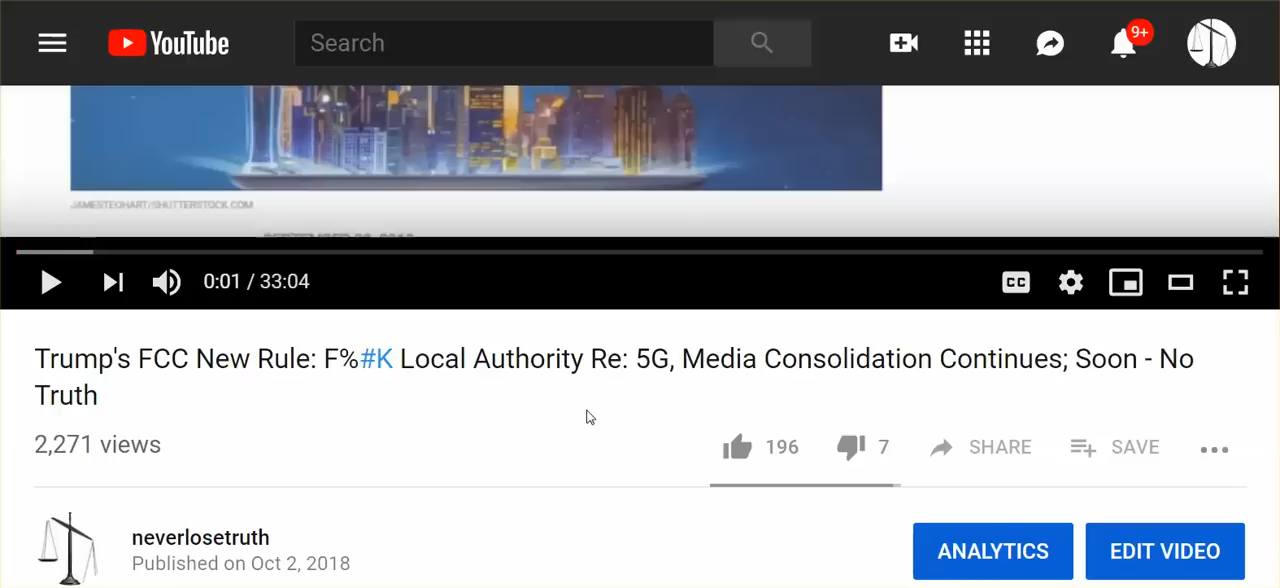 YouTube
Search
9+
JAMESTEOHART/SHUTTERSTOCK.COM
0:01 / 33:04
CC
Trump's FCC New Rule: F%#K Local Authority Re: 5G, Media Consolidation Continues; Soon - No
Truth
2,271 views
196
7
SHARE
SAVE
neverlosetruth
Published on Oct 2, 2018
ANALYTICS
EDIT VIDEO